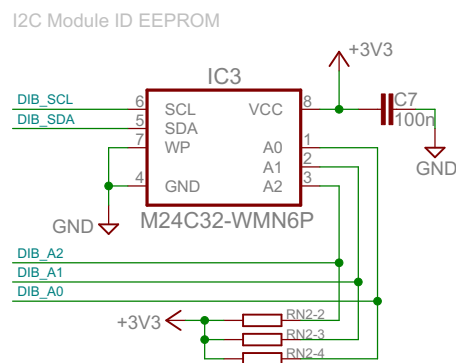 I2C Module ID EEPROM
+3V3
IC3
DIB_SCL 6 SCL VCC 8 C7
DIB_SDA 5 SDA 100n
7 WP A0 1
A1 2
4 GND A2 3
GND
GND M24C32-WMN6P
DIB_A2
DIB_A1
DIB_A0
+3V3 RN2-2
RN2-3
RN2-4